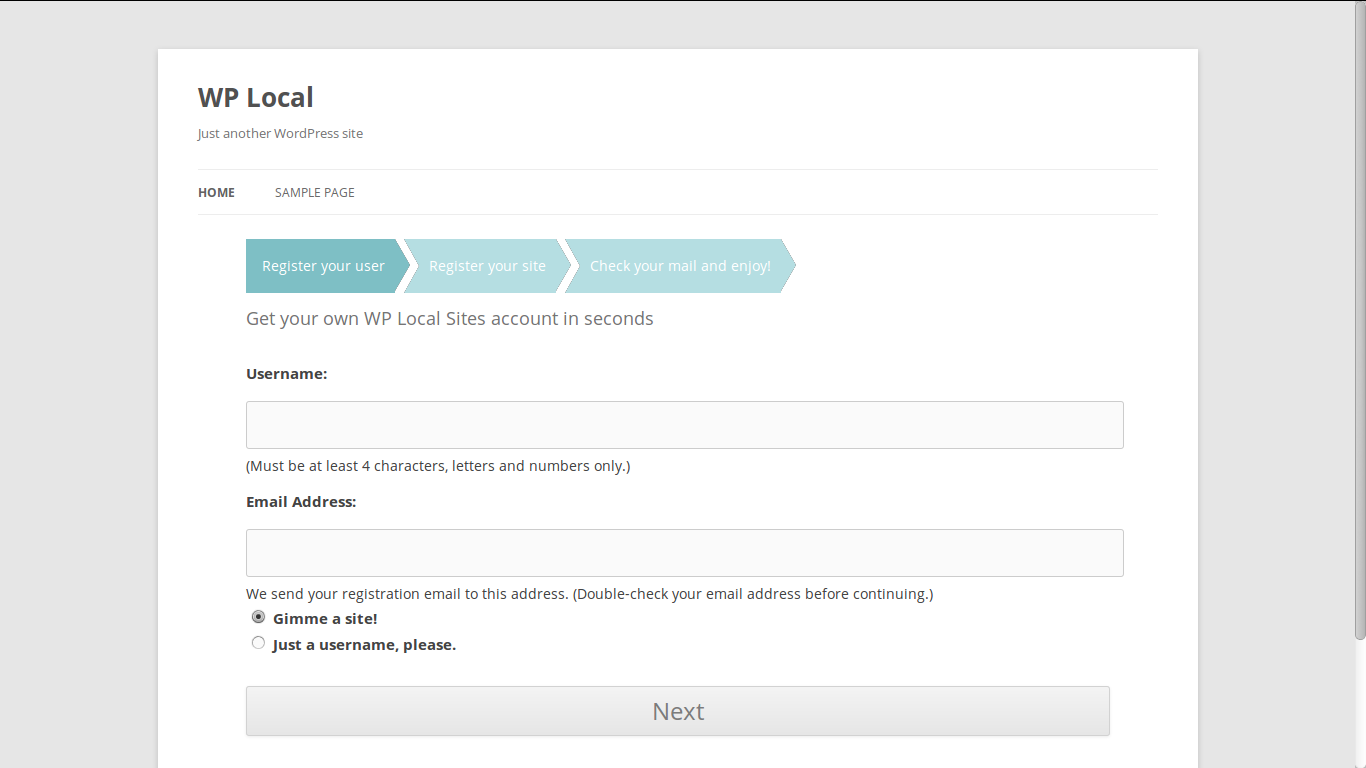 WP Local
Just another WordPress site
HOME SAMPLE PAGE
Register your user Register your site Check your mail and enjoy!
Get your own WP Local Sites account in seconds
Username:
(Must be at least 4 characters, letters and numbers only.)
Email Address:
We send your registration email to this address. (Double-check your email address before continuing.)
Gimme a site!
Just a username, please.
Next